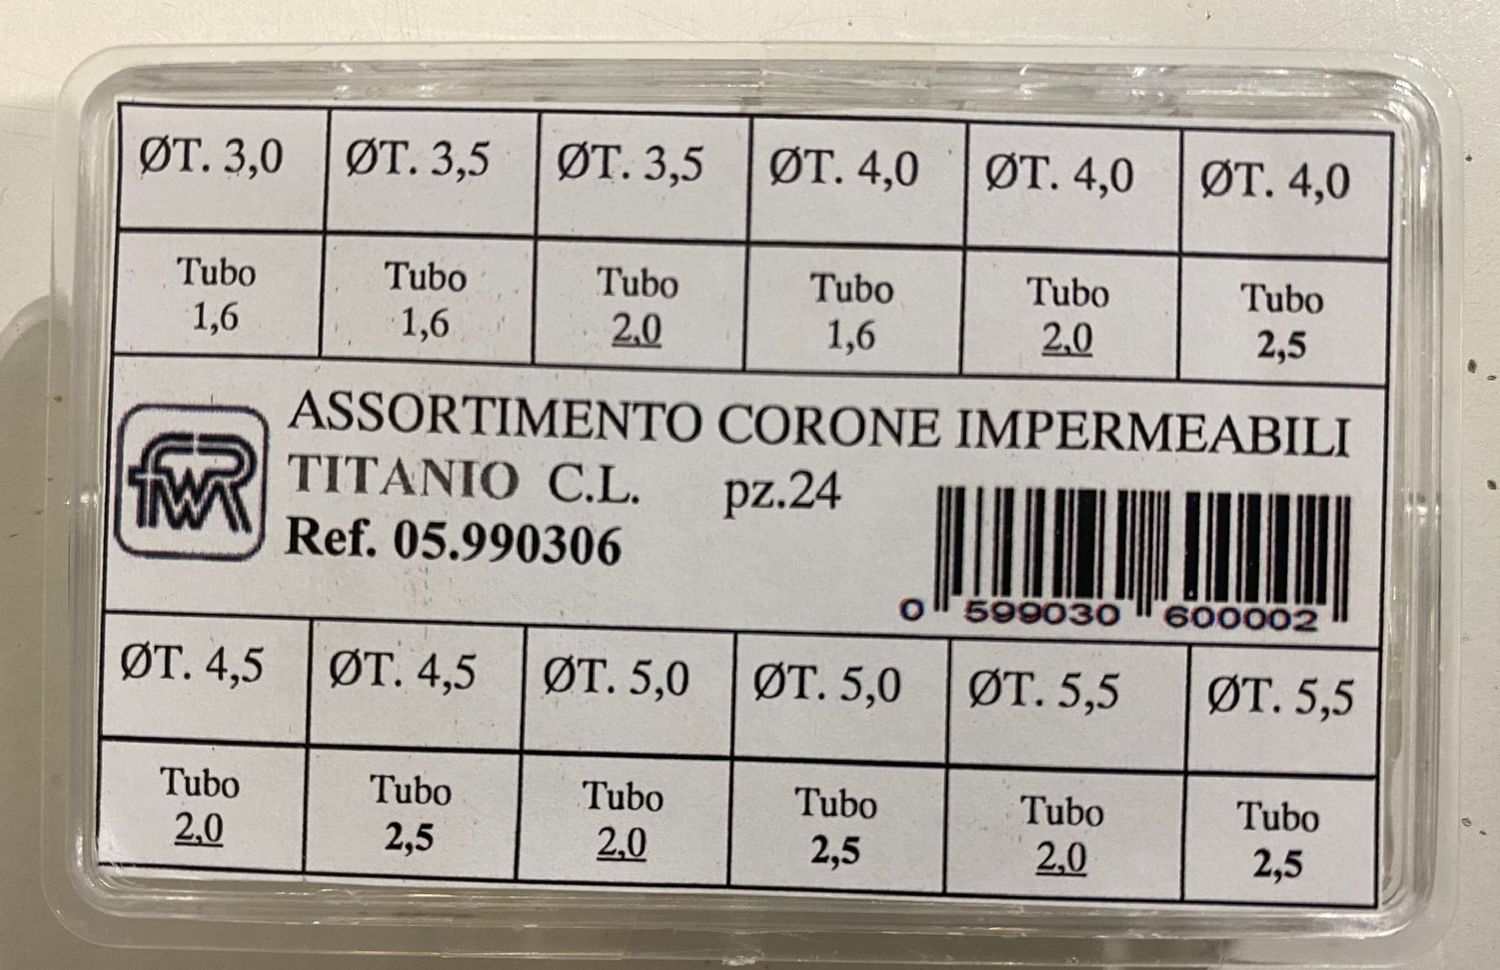 ØT. 3,0 ØT. 3,5 ØT. 3,5 ØT. 4,0 ØT. 4,0 ØT. 4,0
Tubo Tubo Tubo Tubo Tubo Tubo
1,6 1,6 2,0 1,6 2,0 2,5
ASSORTIMENTO CORONE IMPERMEABILI
TITANIO C.L. pz.24
Ref. 05.990306
0 599030 600002
ØT. 4,5 ØT. 4,5 ØT. 5,0 ØT. 5,0 ØT. 5,5 ØT. 5,5
Tubo Tubo Tubo Tubo Tubo Tubo
2,0 2,5 2,0 2,5 2,0 2,5